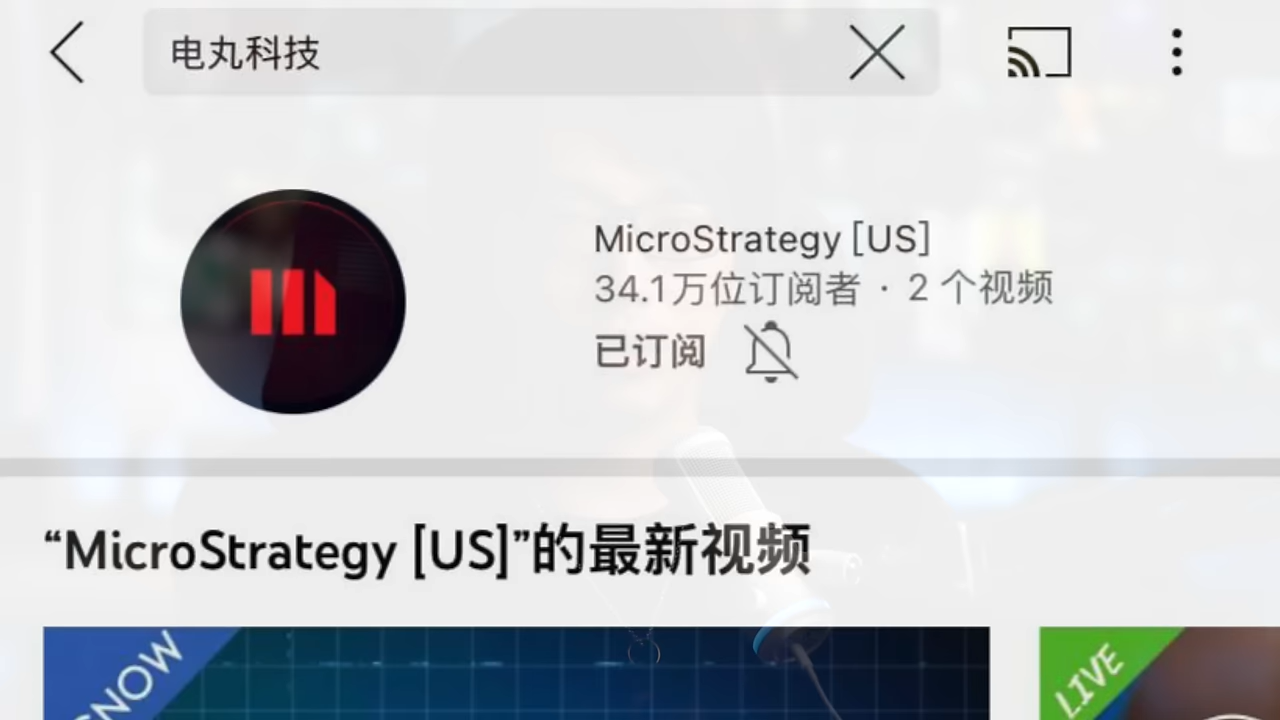 电丸科技
MicroStrategy [US]
34.1万位订阅者 · 2 个视频
已订阅
“MicroStrategy [US]”的最新视频
LIVE